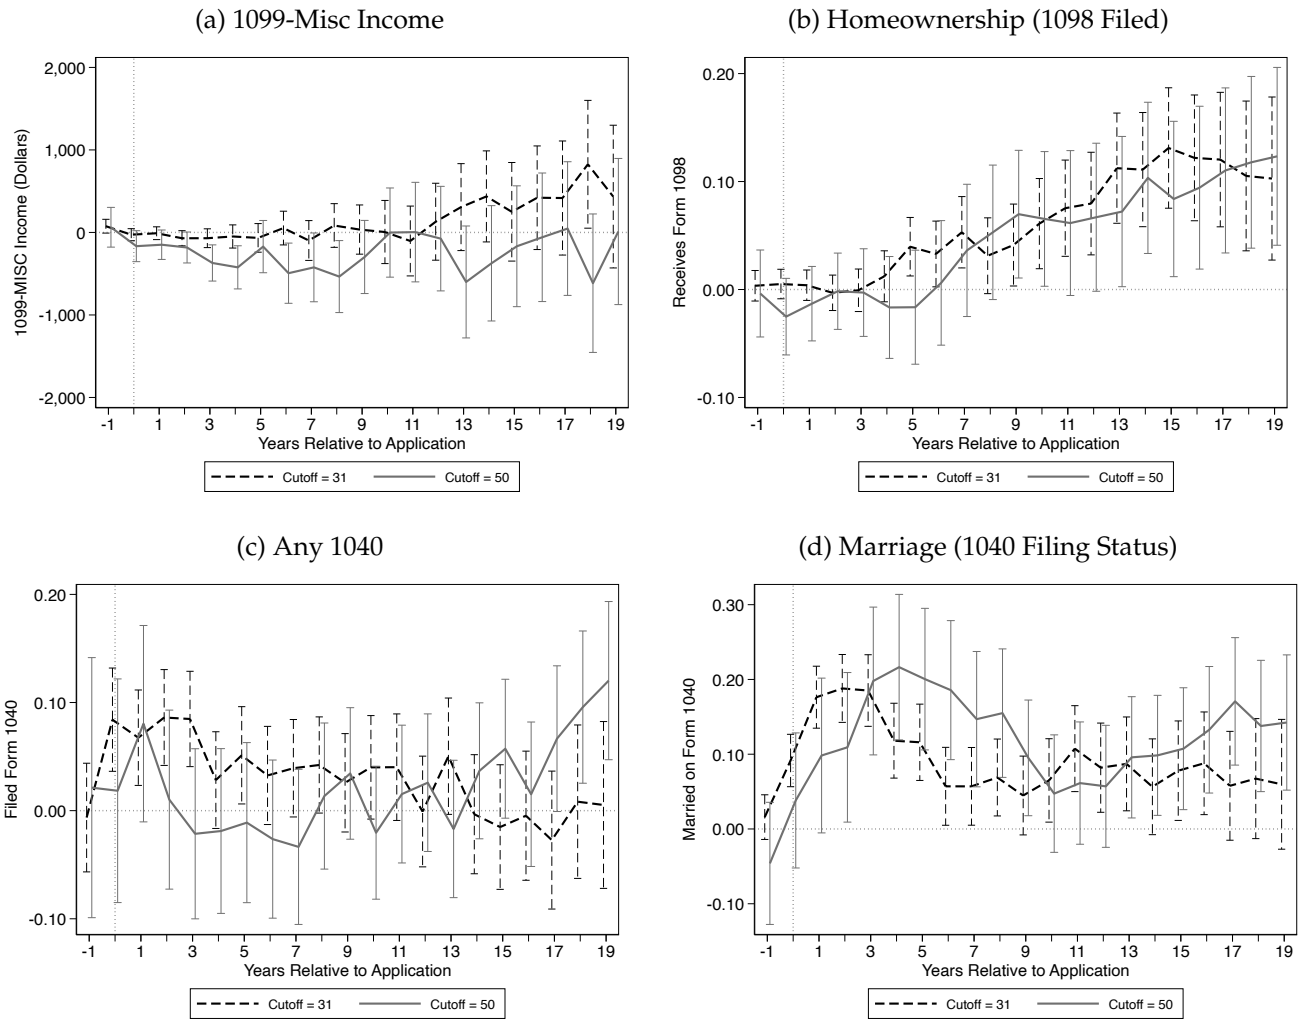 (a) 1099-Misc Income
1099-MISC Income (Dollars)
2,000
1,000
0
-1,000
-2,000
-1 1 3 5 7 9 11 13 15 17 19
Years Relative to Application
Cutoff = 31 Cutoff = 50
(b) Homeownership (1098 Filed)
Receives Form 1098
0.20
0.10
0.00
-0.10
-1 1 3 5 7 9 11 13 15 17 19
Years Relative to Application
Cutoff = 31 Cutoff = 50
(c) Any 1040
Filed Form 1040
0.20
0.10
0.00
-0.10
-1 1 3 5 7 9 11 13 15 17 19
Years Relative to Application
Cutoff = 31 Cutoff = 50
(d) Marriage (1040 Filing Status)
Married on Form 1040
0.30
0.20
0.10
0.00
-0.10
-1 1 3 5 7 9 11 13 15 17 19
Years Relative to Application
Cutoff = 31 Cutoff = 50